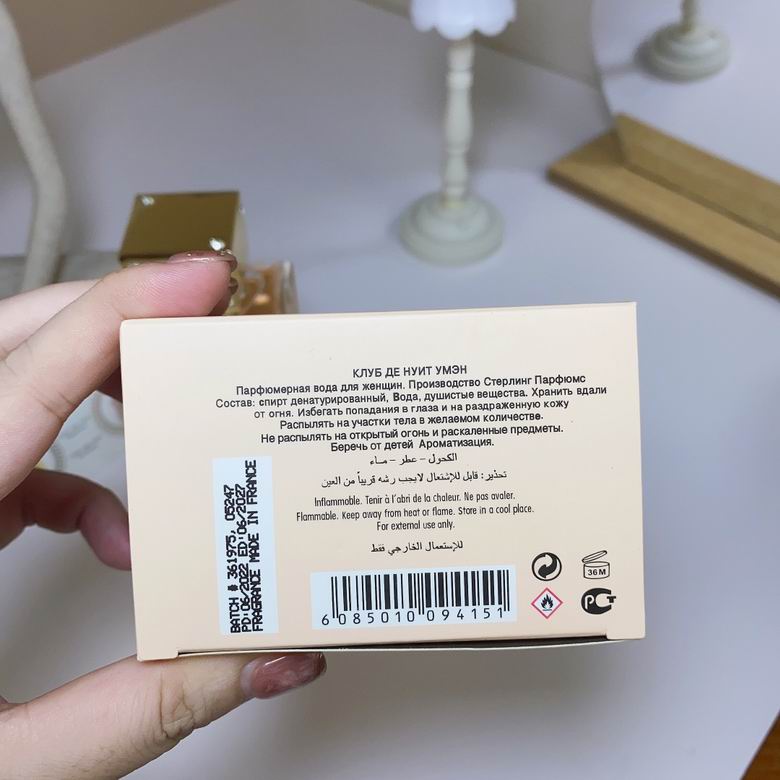 КЛУБ ДЕ НУИТ УМЭН
Парфюмерная вода для женщин. Производство Стерлинг Парфюмс
Состав: спирт денатурированный, Вода, душистые вещества. Хранить вдали
от огня. Избегать попадания в глаза и на раздраженную кожу
Распылять на участки тела в желаемом количестве.
Не распылять на открытый огонь и раскаленные предметы.
Беречь от детей Ароматизация.
الكحول – عطر – مـاء
تحذير: قابل للإشتعال لايجب رشه قريباً من العين
Inflammable. Tenir à l'abri de la chaleur. Ne pas avaler.
Flammable. Keep away from heat or flame. Store in a cool place.
For external use only.
للإستعمال الخارجي فقط
BATCH # 361975, 05247
PD:06/2022 ED:06/2027
FRAGRANCE MADE IN FRANCE
6 085010 094151
36M
РСТ